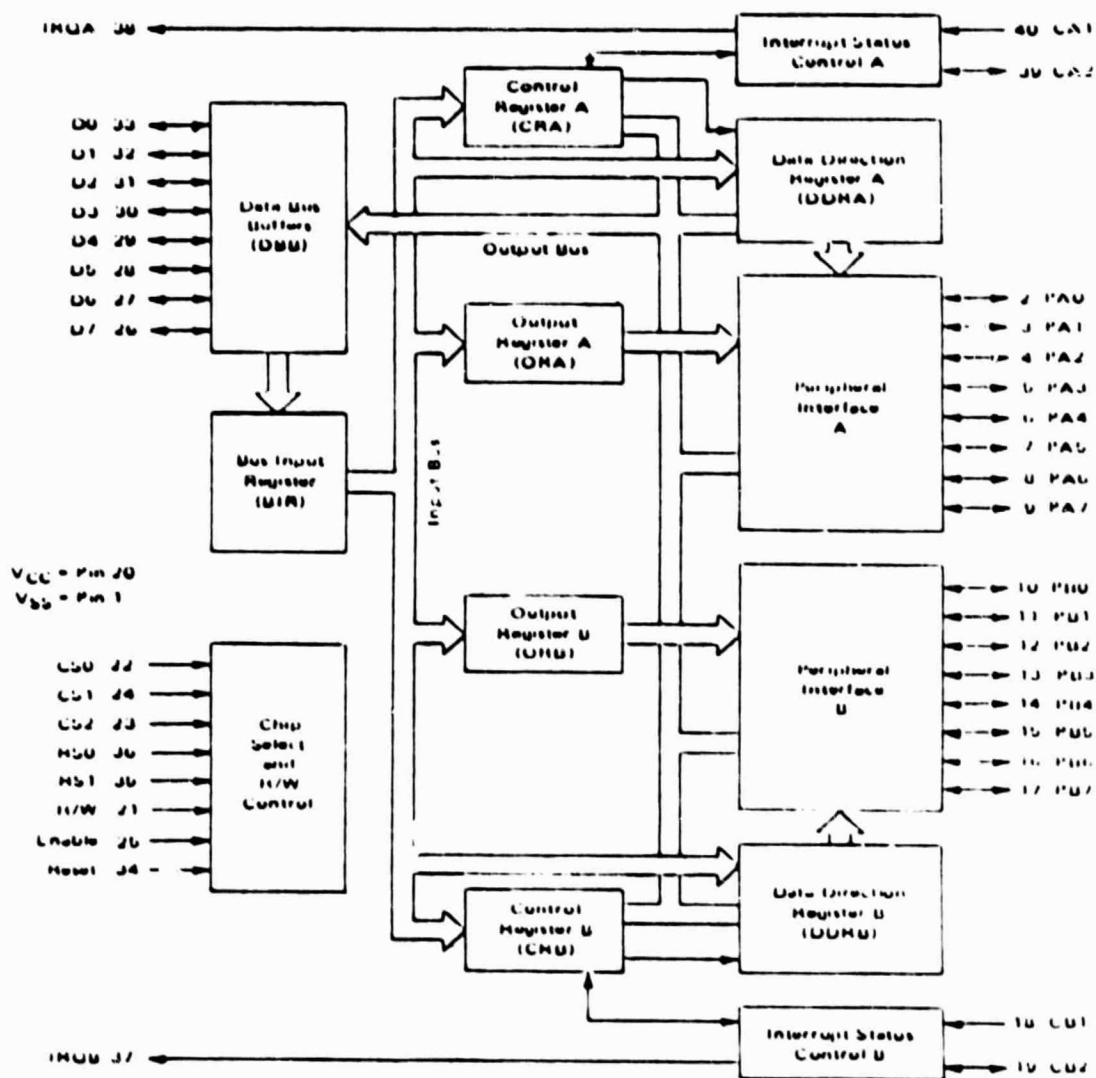 IRQA 38
40 CA1
Interrupt Status
Control A
39 CA2
Control
Register A
(CRA)
D0 33
D1 32
D2 31
D3 30
D4 29
D5 28
D6 27
D7 26
Data Bus
Buffers
(DBB)
Data Direction
Register A
(DDRA)
Output Bus
Output
Register A
(ORA)
2 PA0
3 PA1
4 PA2
5 PA3
6 PA4
7 PA5
8 PA6
9 PA7
Peripheral
Interface
A
Bus Input
Register
(BIR)
Input Bus
VCC = Pin 20
VSS = Pin 1
Output
Register B
(ORB)
10 PB0
11 PB1
12 PB2
13 PB3
14 PB4
15 PB5
16 PB6
17 PB7
Peripheral
Interface
B
CS0 22
CS1 24
CS2 23
RS0 36
RS1 35
R/W 21
Enable 25
Reset 34
Chip
Select
and
R/W
Control
Control
Register B
(CRB)
Data Direction
Register B
(DDRB)
18 CB1
Interrupt Status
Control B
IRQB 37
19 CB2